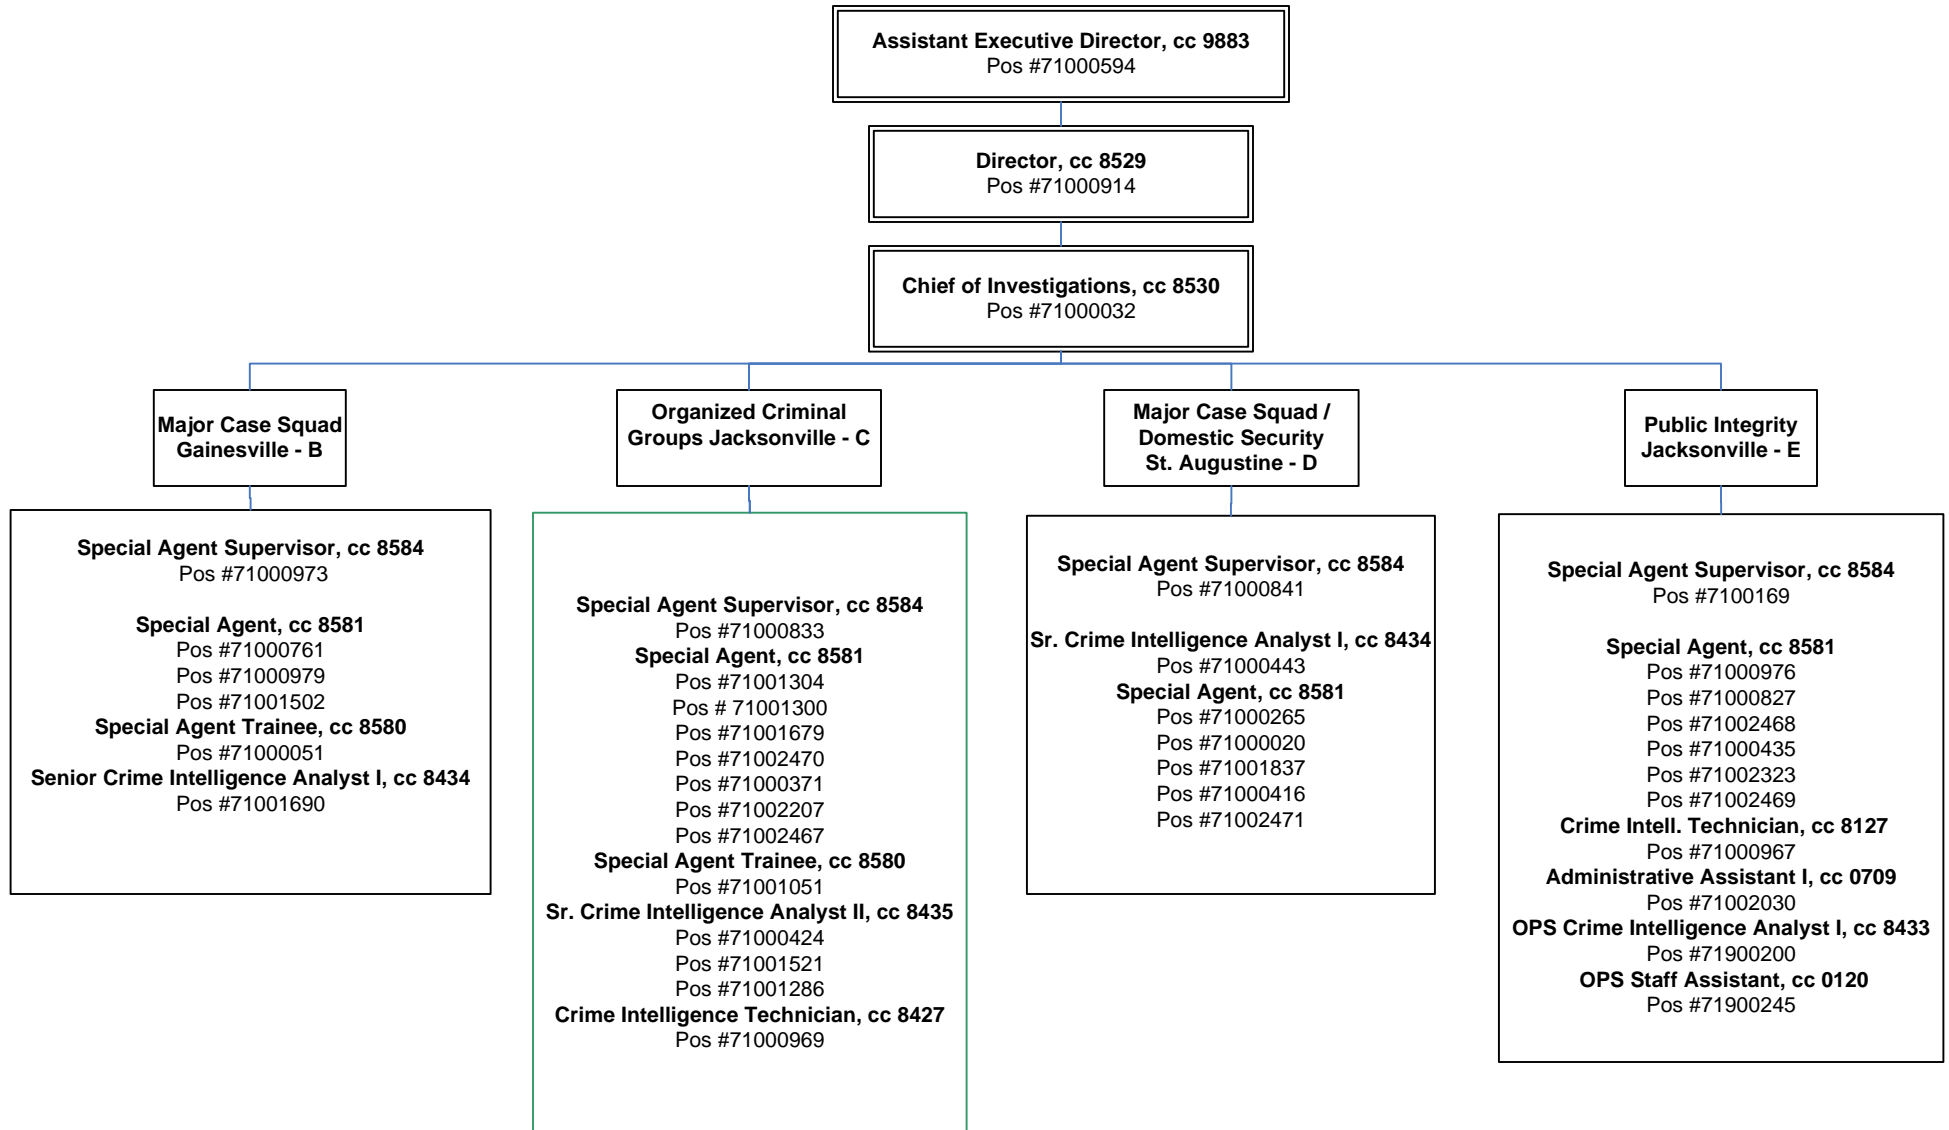 Assistant Executive Director, cc 9883
Pos #71000594
Director, cc 8529
Pos #71000914
Chief of Investigations, cc 8530
Pos #71000032
Major Case Squad
Gainesville - B
Organized Criminal
Groups Jacksonville - C
Major Case Squad /
Domestic Security
St. Augustine - D
Public Integrity
Jacksonville - E
Special Agent Supervisor, cc 8584
Pos #71000973
Special Agent, cc 8581
Pos #71000761
Pos #71000979
Pos #71001502
Special Agent Trainee, cc 8580
Pos #71000051
Senior Crime Intelligence Analyst I, cc 8434
Pos #71001690
Special Agent Supervisor, cc 8584
Pos #71000833
Special Agent, cc 8581
Pos #71001304
Pos # 71001300
Pos #71001679
Pos #71002470
Pos #71000371
Pos #71002207
Pos #71002467
Special Agent Trainee, cc 8580
Pos #71001051
Sr. Crime Intelligence Analyst II, cc 8435
Pos #71000424
Pos #71001521
Pos #71001286
Crime Intelligence Technician, cc 8427
Pos #71000969
Special Agent Supervisor, cc 8584
Pos #71000841
Sr. Crime Intelligence Analyst I, cc 8434
Pos #71000443
Special Agent, cc 8581
Pos #71000265
Pos #71000020
Pos #71001837
Pos #71000416
Pos #71002471
Special Agent Supervisor, cc 8584
Pos #7100169
Special Agent, cc 8581
Pos #71000976
Pos #71000827
Pos #71002468
Pos #71000435
Pos #71002323
Pos #71002469
Crime Intell. Technician, cc 8127
Pos #71000967
Administrative Assistant I, cc 0709
Pos #71002030
OPS Crime Intelligence Analyst I, cc 8433
Pos #71900200
OPS Staff Assistant, cc 0120
Pos #71900245